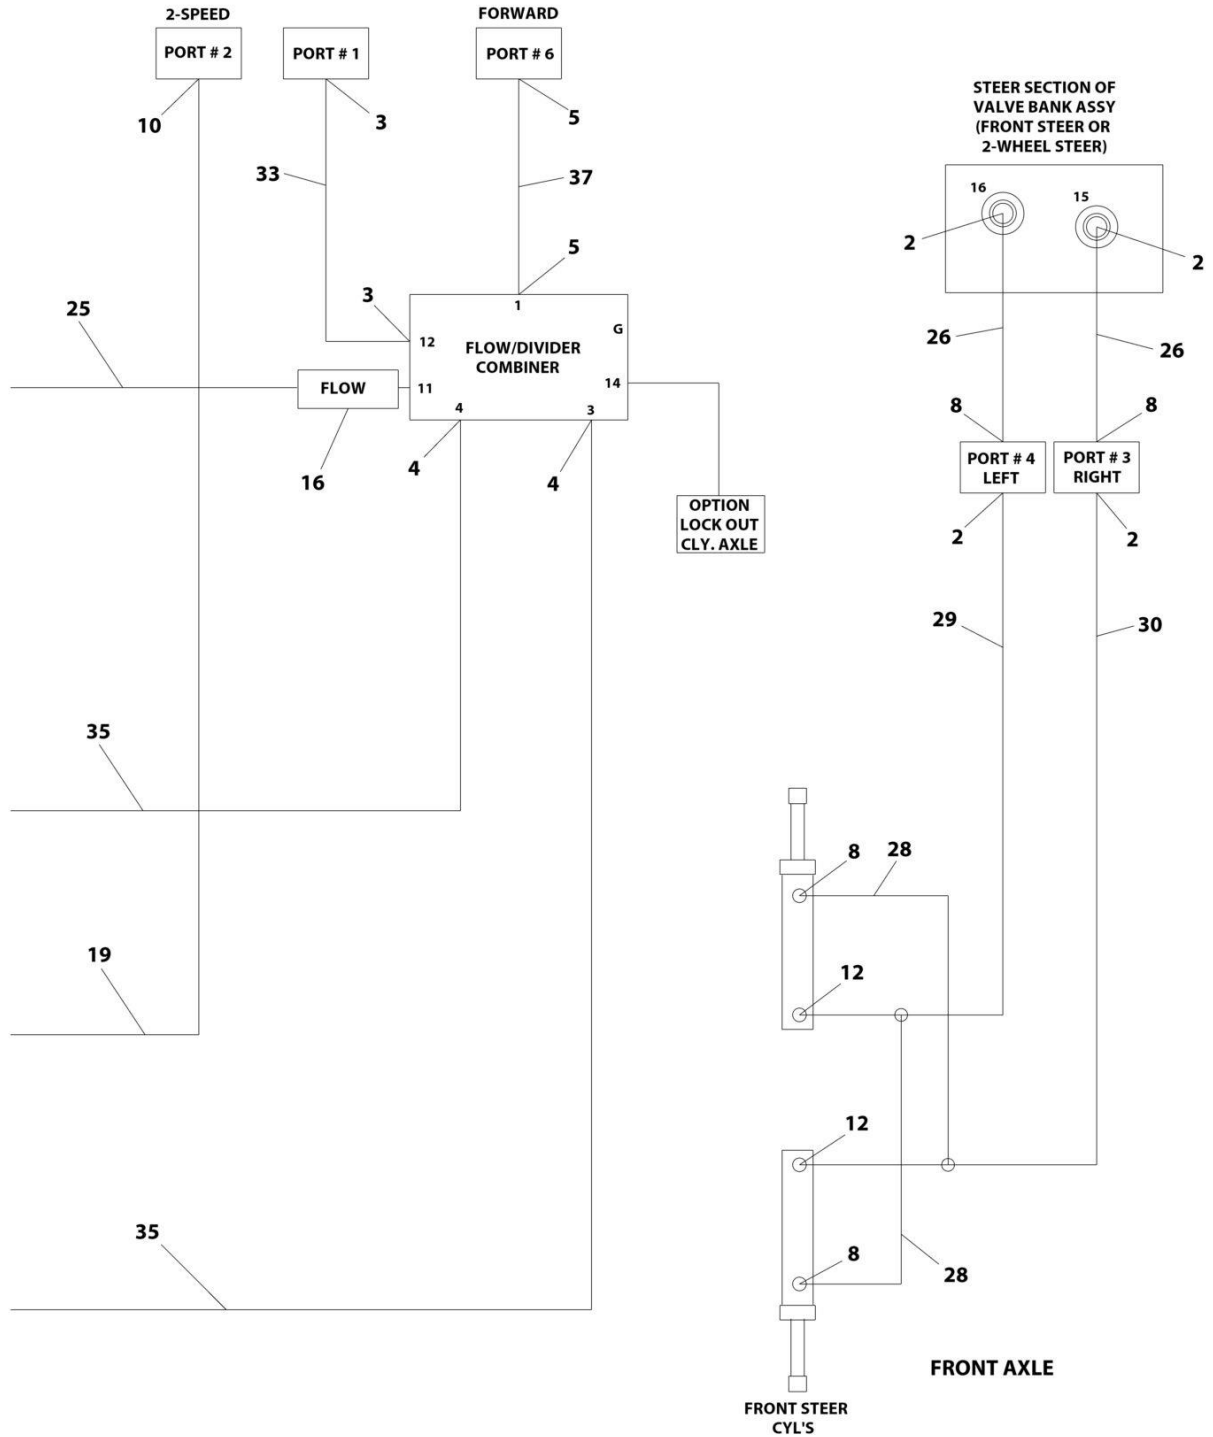 2-SPEED
FORWARD
PORT # 2
PORT # 1
PORT # 6
10
3
5
33
37
5
3
25
1
G
12
FLOW/DIVIDER
COMBINER
FLOW
11
14
4
3
4
4
16
OPTION
LOCK OUT
CLY. AXLE
STEER SECTION OF
VALVE BANK ASSY
(FRONT STEER OR
2-WHEEL STEER)
16
15
2
2
26
26
8
8
PORT # 4
LEFT
PORT # 3
RIGHT
2
2
29
30
35
8
28
19
12
12
35
8
28
FRONT AXLE
FRONT STEER
CYL'S